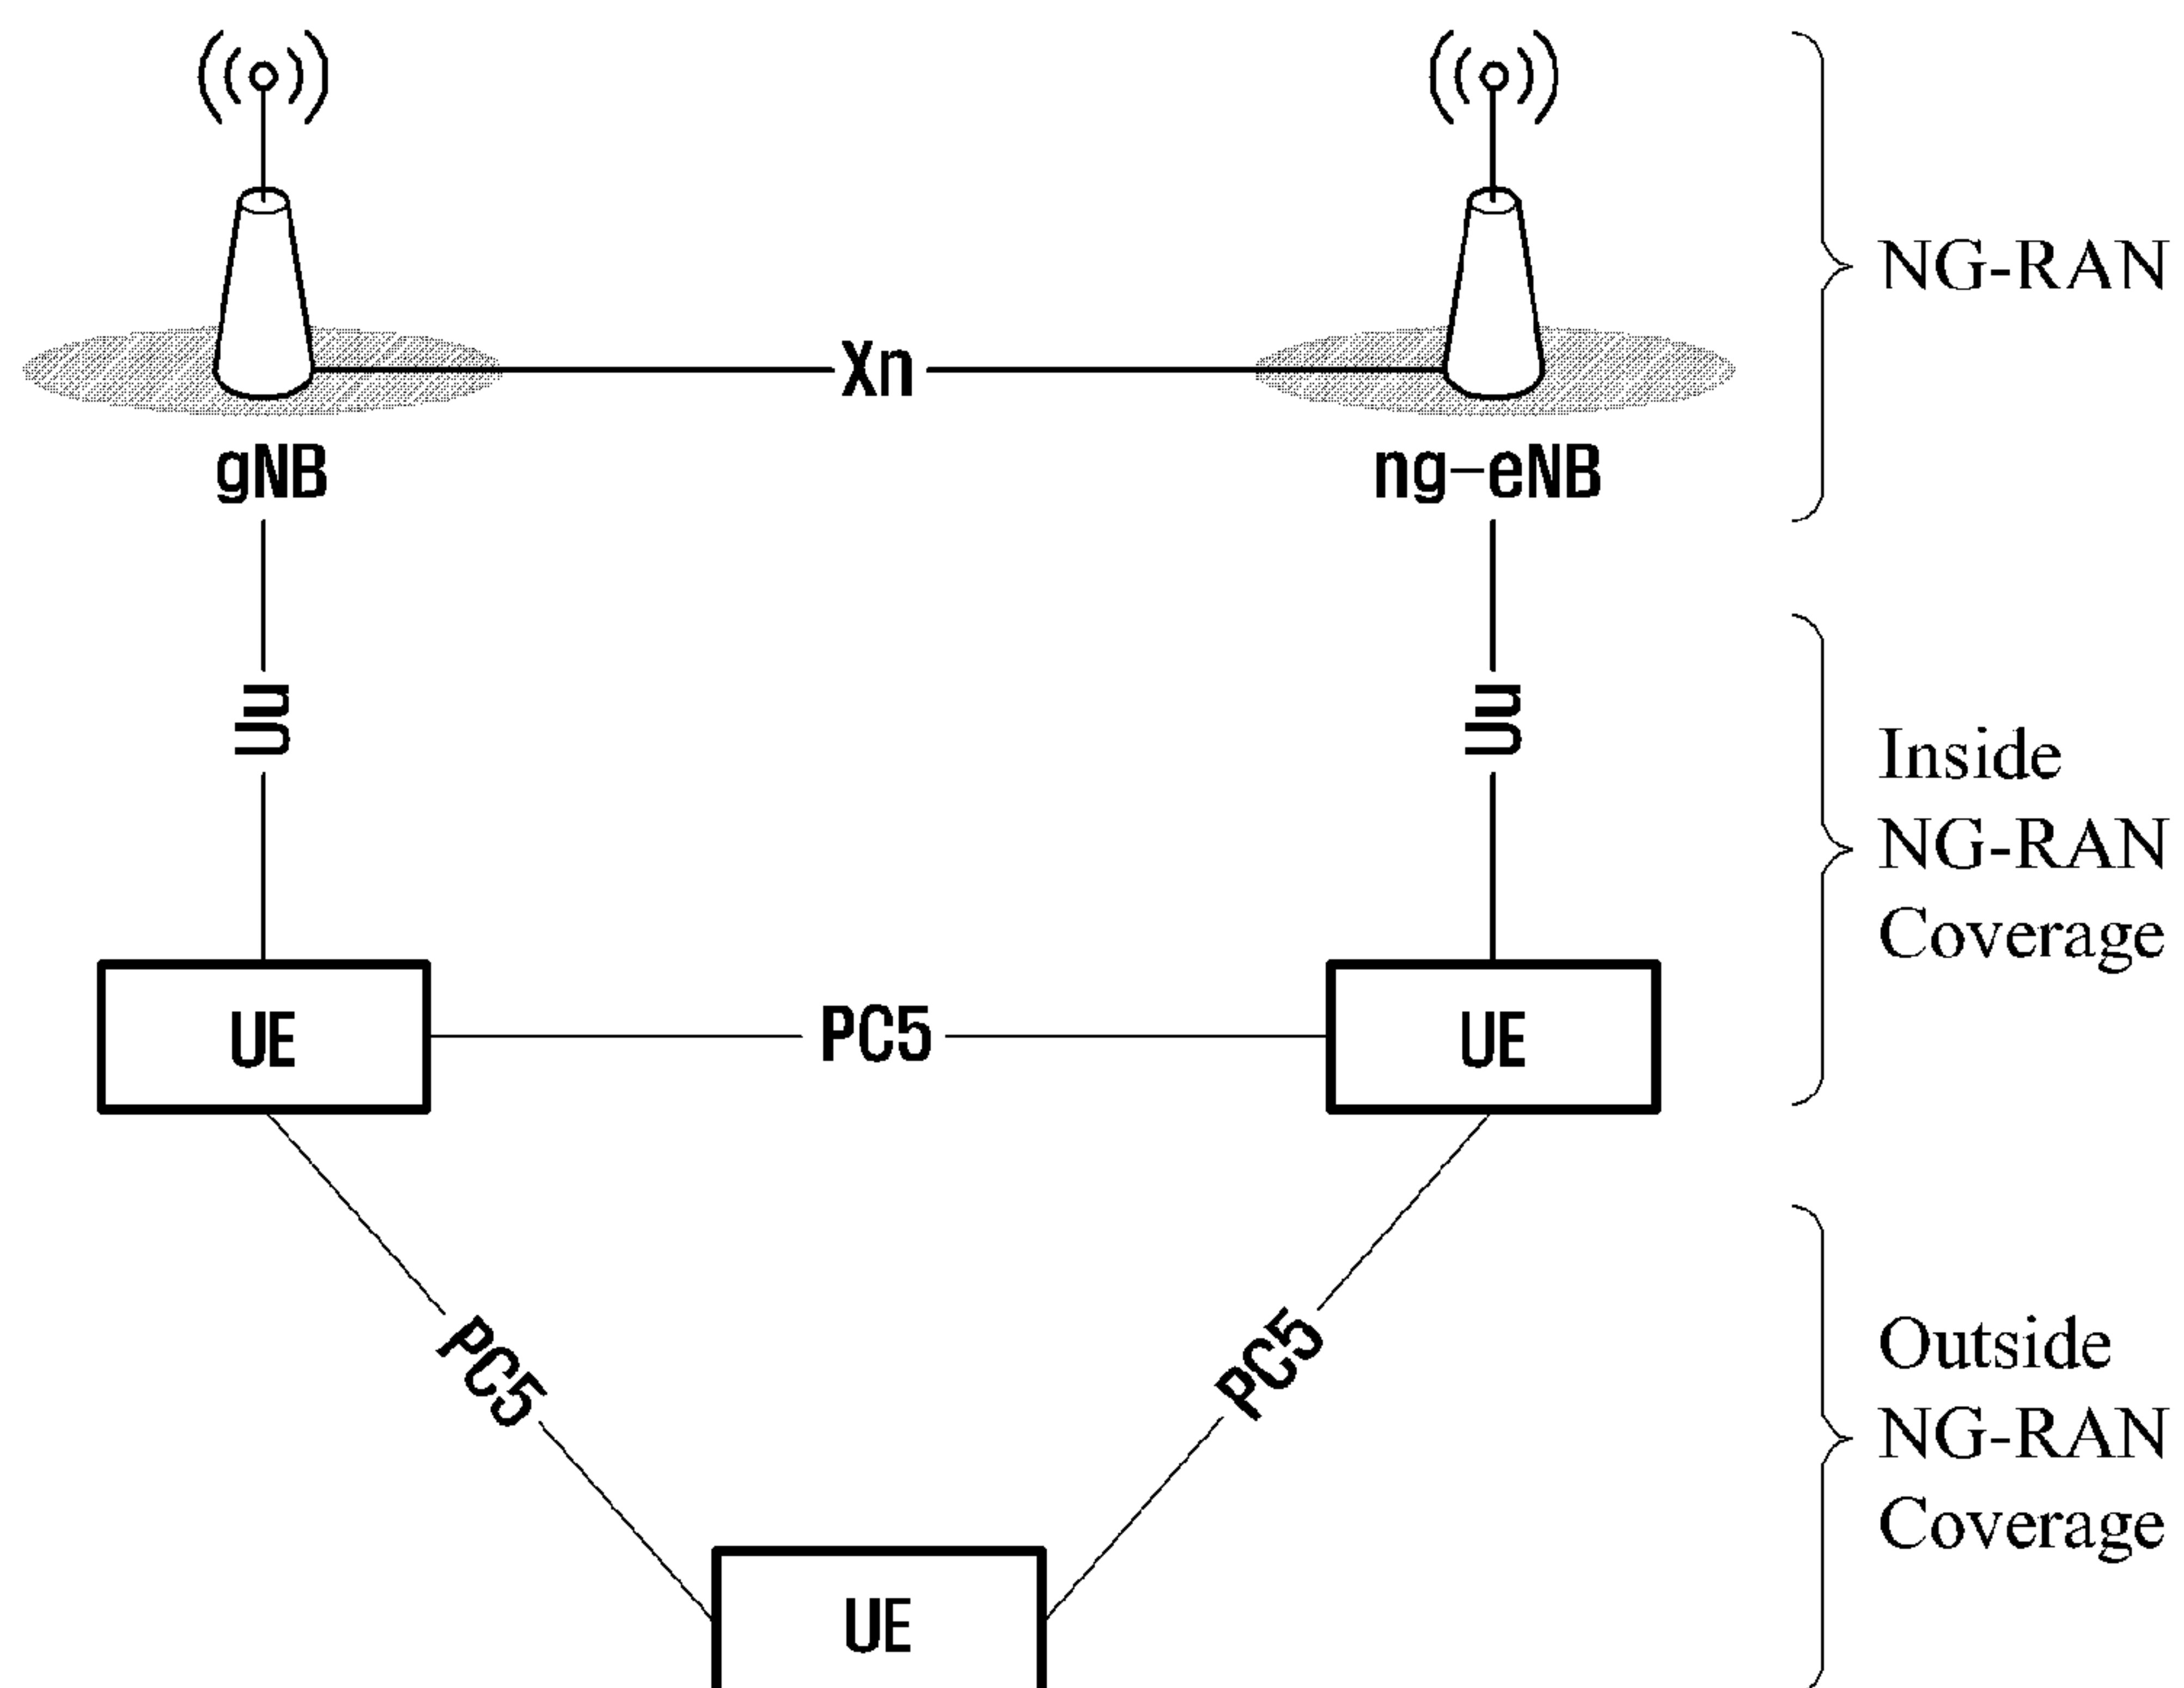 NG-RAN
Xn
gNB
ng-eNB
Uu
Uu
Inside
NG-RAN
Coverage
UE
PC5
UE
PC5
PC5
Outside
NG-RAN
Coverage
UE